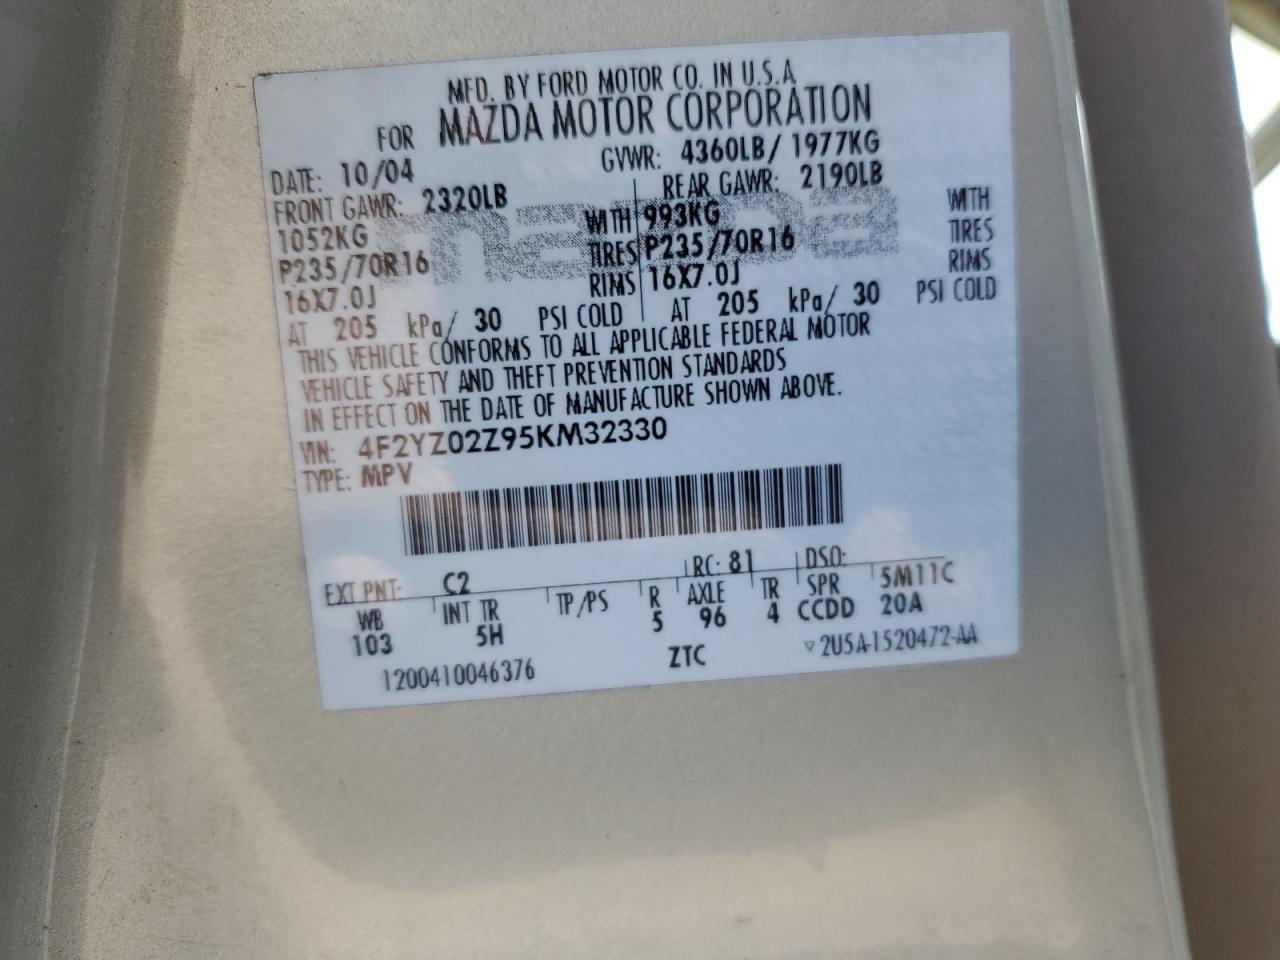 MFD. BY FORD MOTOR CO. IN U.S.A
FOR MAZDA MOTOR CORPORATION
DATE: 10/04 GVWR: 4360LB/ 1977KG
FRONT GAWR: 2320LB REAR GAWR: 2190LB
1052KG WITH 993KG WITH
P235/70R16 TIRES P235/70R16 TIRES
16X7.0J RIMS 16X7.0J RIMS
AT 205 kPa/ 30 PSI COLD AT 205 kPa/ 30 PSI COLD
THIS VEHICLE CONFORMS TO ALL APPLICABLE FEDERAL MOTOR
VEHICLE SAFETY AND THEFT PREVENTION STANDARDS
IN EFFECT ON THE DATE OF MANUFACTURE SHOWN ABOVE.
VIN: 4F2YZ02Z95KM32330
TYPE: MPV
EXT PNT: C2 RC: 81 DSO:
WB INT TR TP/PS R AXLE TR SPR 5M11C
103 5H 5 96 4 CCDD 20A
1200410046376 ZTC ▽2U5A-1520472-AA